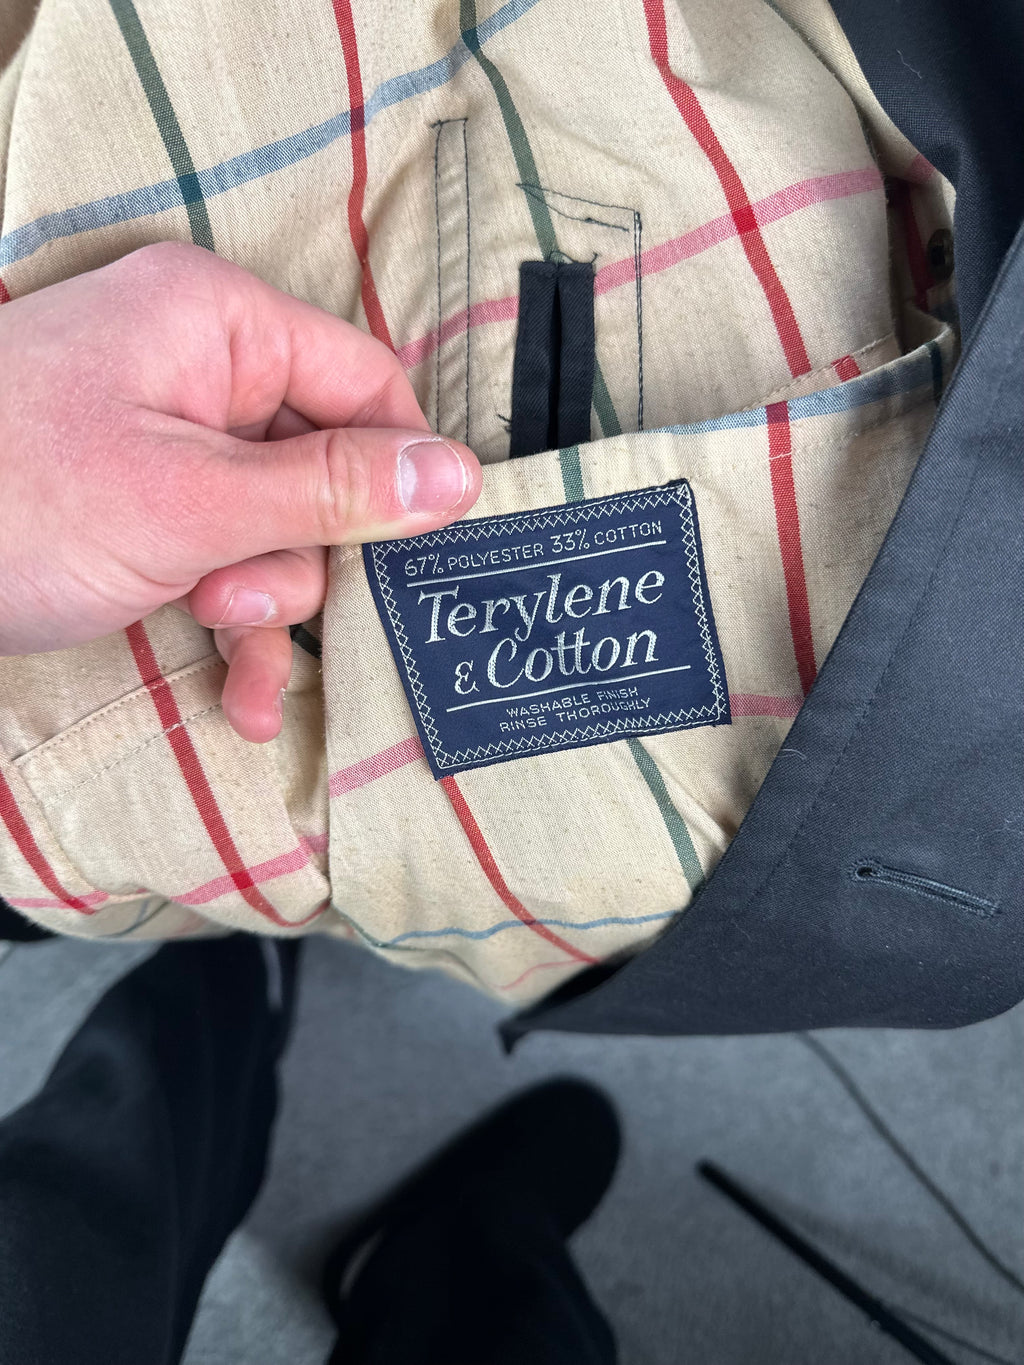 67% POLYESTER 33% COTTON
Terylene
& Cotton
WASHABLE FINISH
RINSE THOROUGHLY